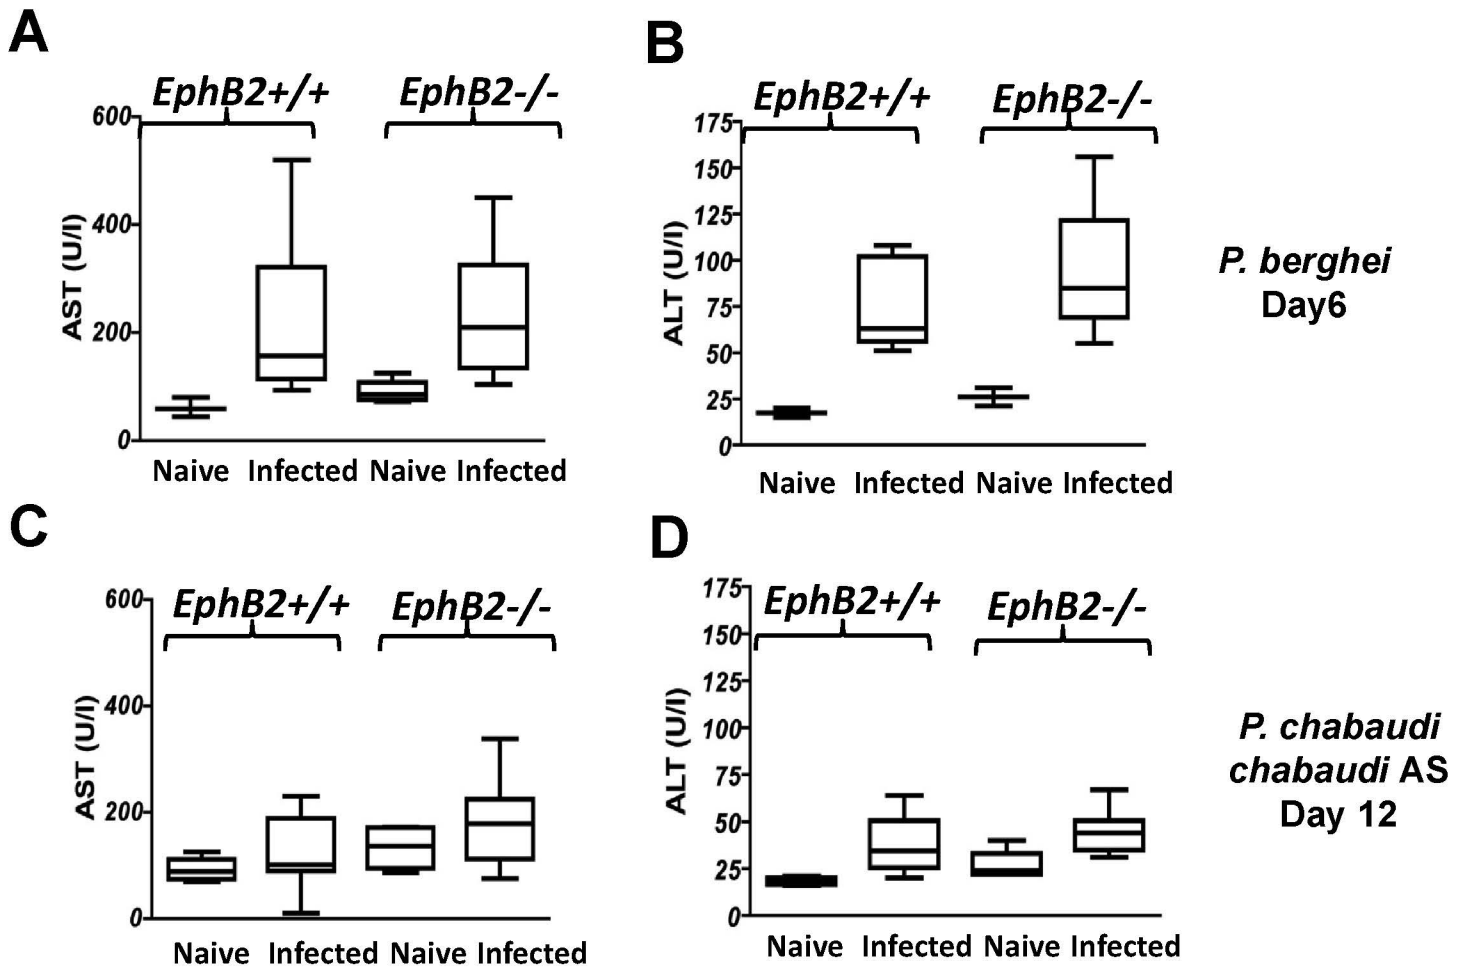 A
EphB2+/+
EphB2-/-
600
400
200
0
AST (U/l)
Naive Infected Naive Infected
B
EphB2+/+
EphB2-/-
175
150
125
100
75
50
25
0
ALT (U/l)
Naive Infected Naive Infected
P. berghei
Day6
C
EphB2+/+
EphB2-/-
600
400
200
0
AST (U/l)
Naive Infected Naive Infected
D
EphB2+/+
EphB2-/-
175
150
125
100
75
50
25
0
ALT (U/l)
Naive Infected Naive Infected
P. chabaudi
chabaudi AS
Day 12